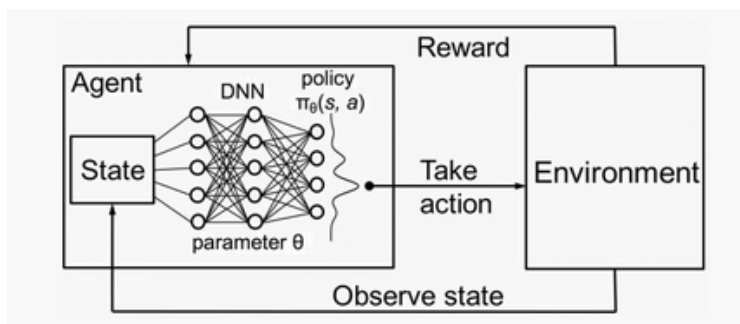 Reward
Agent
DNN
policy
πθ(s, a)
State
parameter θ
Take
action
Environment
Observe state